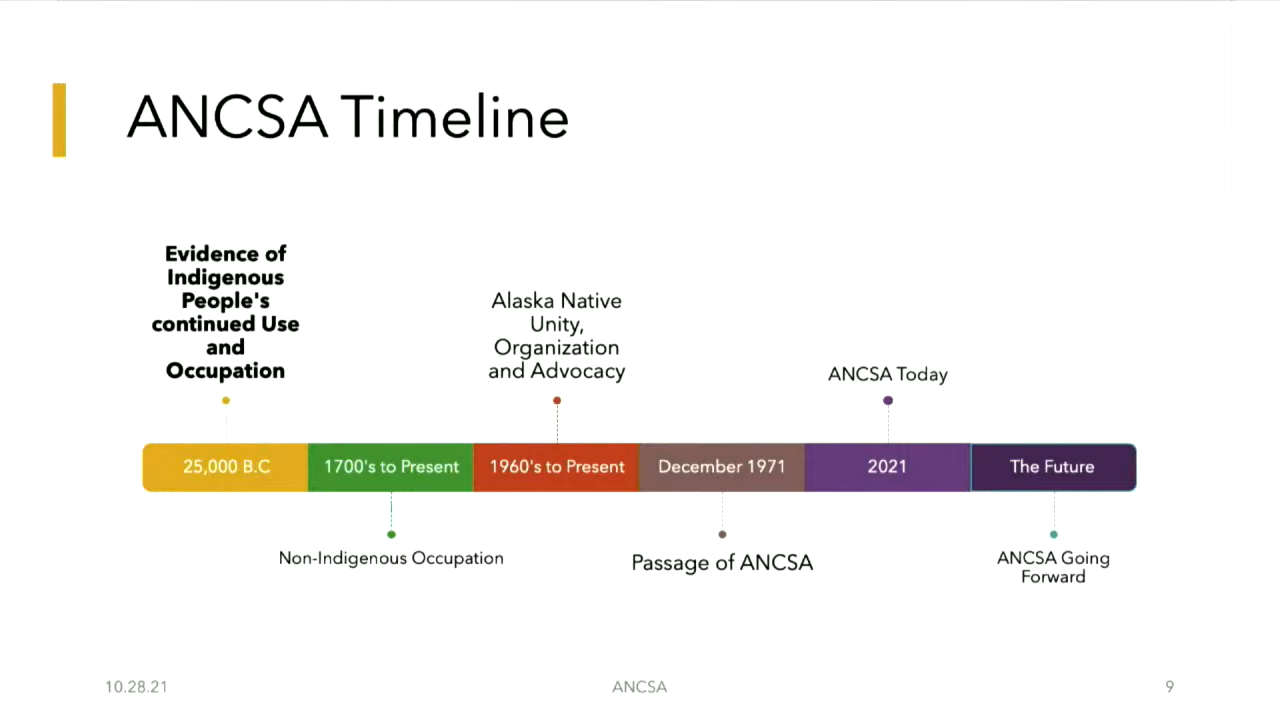 ANCSA Timeline
Evidence of
Indigenous
People's
continued Use
and
Occupation
Alaska Native
Unity,
Organization
and Advocacy
ANCSA Today
25,000 B.C
1700's to Present
1960's to Present
December 1971
2021
The Future
Non-Indigenous Occupation
Passage of ANCSA
ANCSA Going
Forward
10.28.21
ANCSA
9